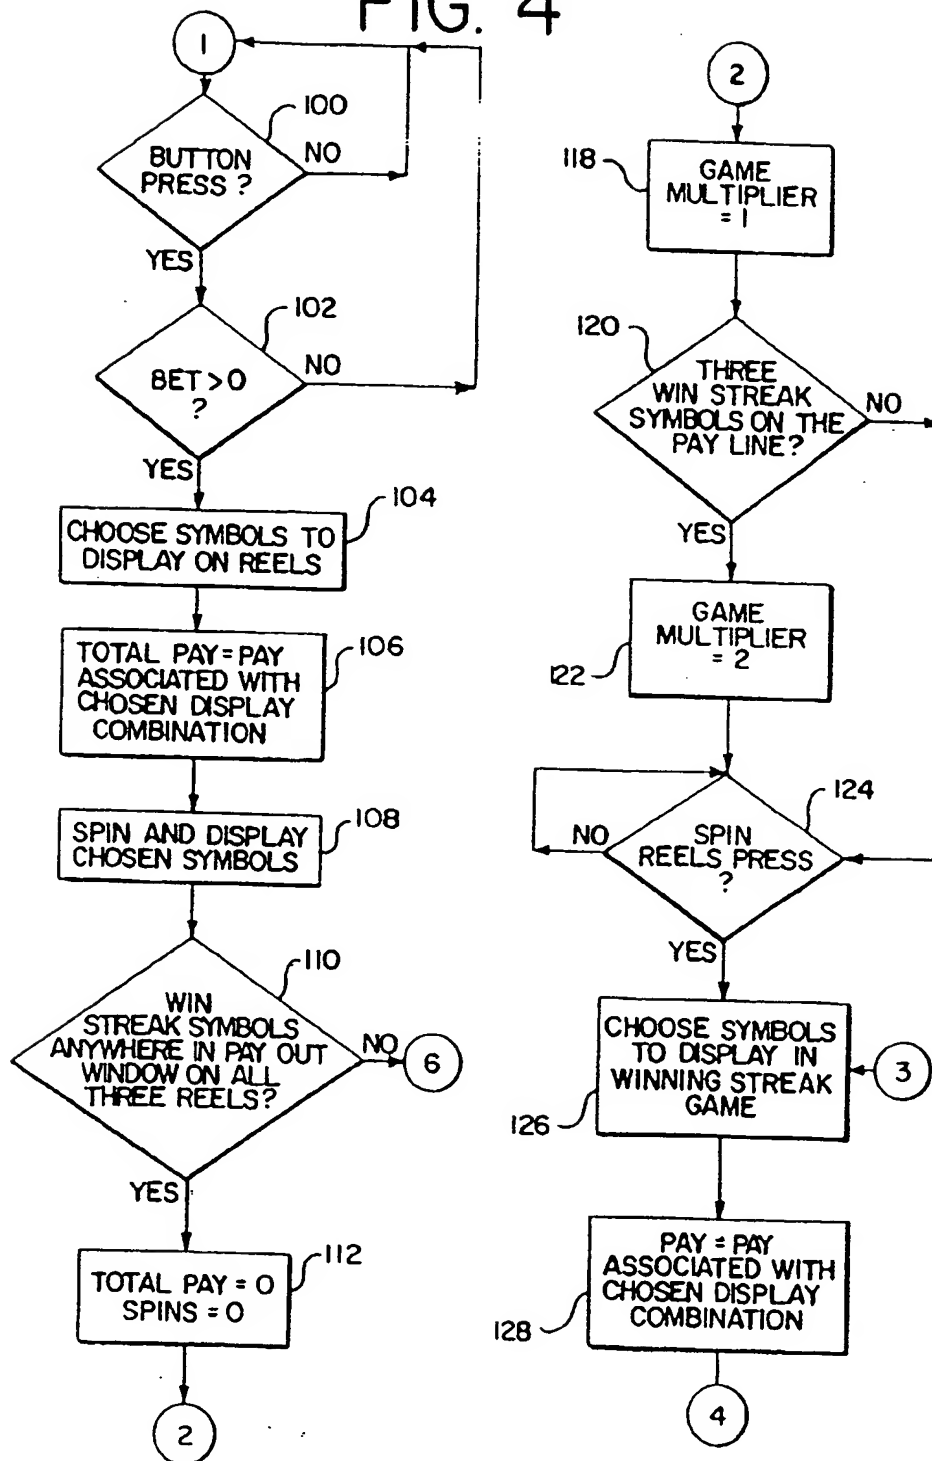 FIG. 4
1
100
BUTTON
PRESS ?
NO
YES
102
BET > 0
?
NO
YES
104
CHOOSE SYMBOLS TO
DISPLAY ON REELS
106
TOTAL PAY = PAY
ASSOCIATED WITH
CHOSEN DISPLAY
COMBINATION
108
SPIN AND DISPLAY
CHOSEN SYMBOLS
110
WIN
STREAK SYMBOLS
ANYWHERE IN PAY OUT
WINDOW ON ALL
THREE REELS?
NO
6
YES
112
TOTAL PAY = 0
SPINS = 0
2
2
118
GAME
MULTIPLIER
= 1
120
THREE
WIN STREAK
SYMBOLS ON THE
PAY LINE?
NO
YES
GAME
MULTIPLIER
= 2
122
124
SPIN
REELS PRESS
?
NO
YES
CHOOSE SYMBOLS
TO DISPLAY IN
WINNING STREAK
GAME
3
126
PAY = PAY
ASSOCIATED WITH
CHOSEN DISPLAY
COMBINATION
128
4